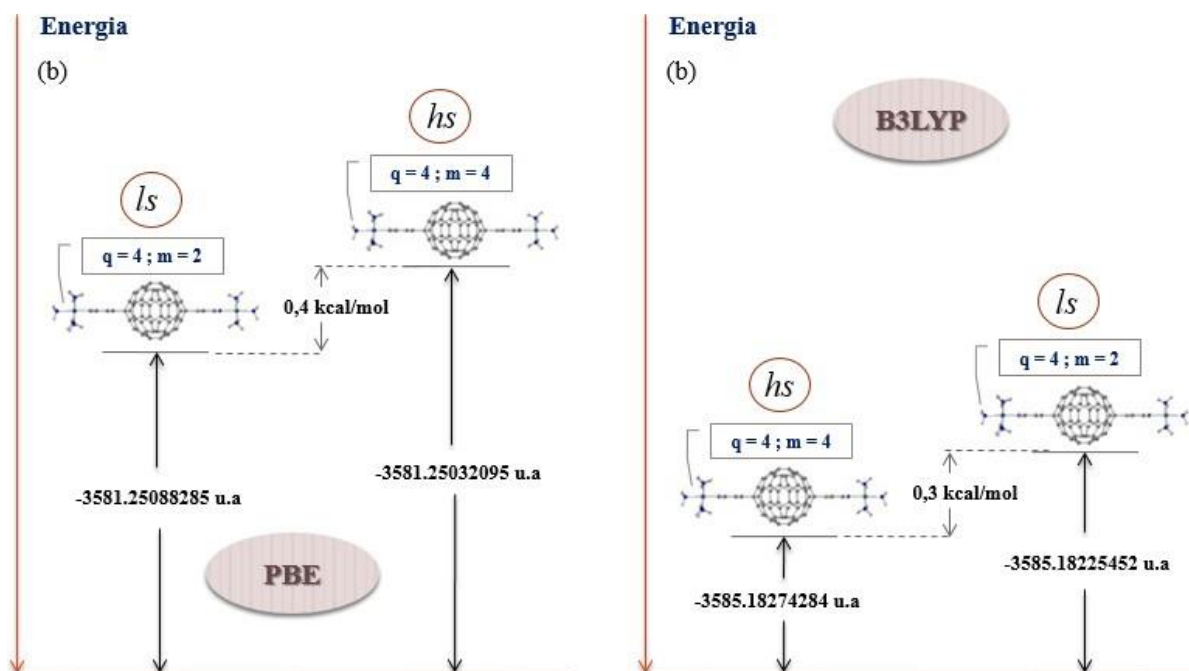 Energia
(b)
hs
q = 4 ; m = 4
ls
q = 4 ; m = 2
0,4 kcal/mol
-3581.25032095 u.a
-3581.25088285 u.a
PBE
Energia
(b)
B3LYP
ls
q = 4 ; m = 2
hs
q = 4 ; m = 4
0,3 kcal/mol
-3585.18225452 u.a
-3585.18274284 u.a